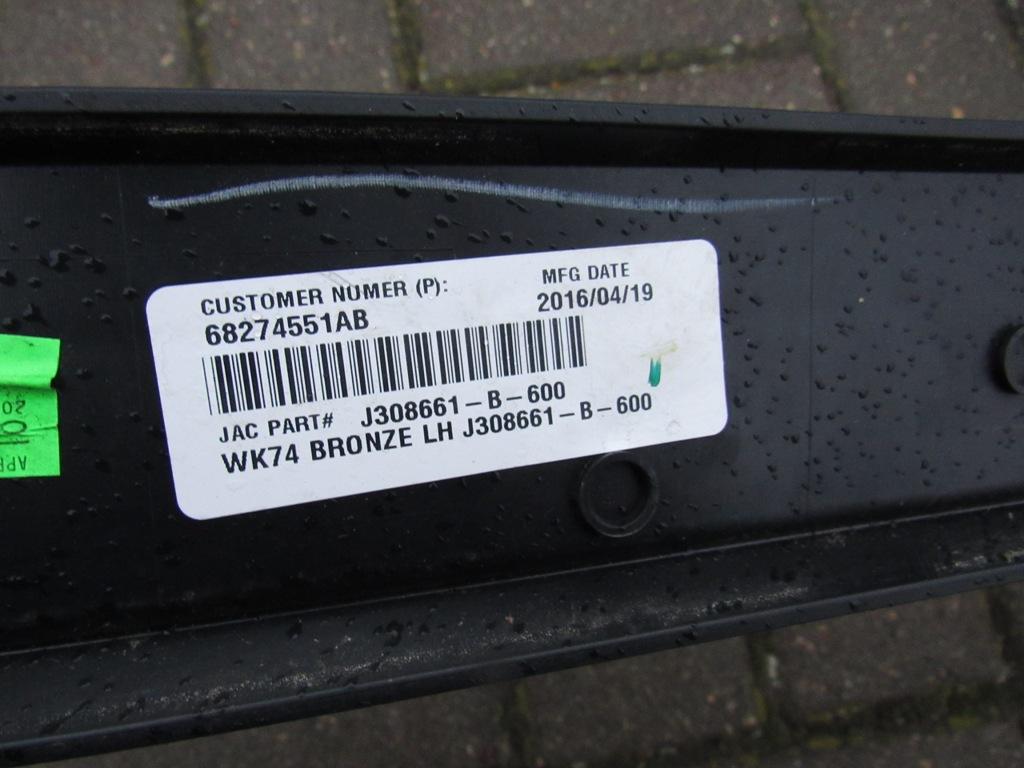 CUSTOMER NUMER (P):
68274551AB
MFG DATE
2016/04/19
JAC PART# J308661-B-600
WK74 BRONZE LH J308661-B-600